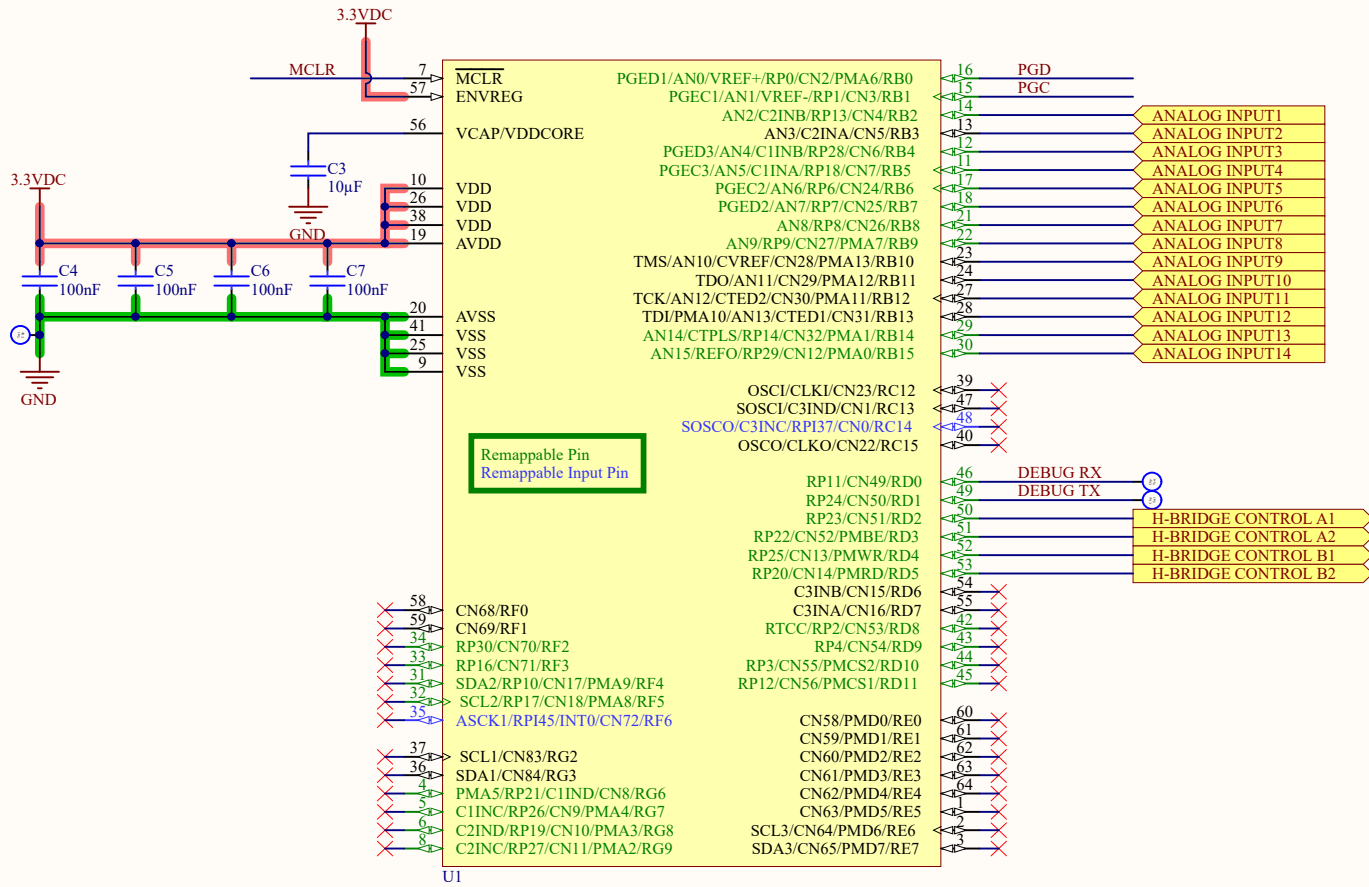 3.3VDC
MCLR 7 MCLR
57 ENVREG
56 VCAP/VDDCORE
C3
10µF
GND
3.3VDC
10 VDD
26 VDD
38 VDD
19 AVDD
C4
100nF
C5
100nF
C6
100nF
C7
100nF
20 AVSS
41 VSS
25 VSS
9 VSS
GND
Remappable Pin
Remappable Input Pin
58 CN68/RF0
59 CN69/RF1
34 RP30/CN70/RF2
33 RP16/CN71/RF3
31 SDA2/RP10/CN17/PMA9/RF4
32 SCL2/RP17/CN18/PMA8/RF5
35 ASCK1/RPI45/INT0/CN72/RF6
37 SCL1/CN83/RG2
36 SDA1/CN84/RG3
4 PMA5/RP21/C1IND/CN8/RG6
5 C1INC/RP26/CN9/PMA4/RG7
6 C2IND/RP19/CN10/PMA3/RG8
8 C2INC/RP27/CN11/PMA2/RG9
U1
PGED1/AN0/VREF+/RP0/CN2/PMA6/RB0 16 PGD
PGEC1/AN1/VREF-/RP1/CN3/RB1 15 PGC
AN2/C2INB/RP13/CN4/RB2 14 ANALOG INPUT1
AN3/C2INA/CN5/RB3 13 ANALOG INPUT2
PGED3/AN4/C1INB/RP28/CN6/RB4 12 ANALOG INPUT3
PGEC3/AN5/C1INA/RP18/CN7/RB5 11 ANALOG INPUT4
PGEC2/AN6/RP6/CN24/RB6 17 ANALOG INPUT5
PGED2/AN7/RP7/CN25/RB7 18 ANALOG INPUT6
AN8/RP8/CN26/RB8 21 ANALOG INPUT7
AN9/RP9/CN27/PMA7/RB9 22 ANALOG INPUT8
TMS/AN10/CVREF/CN28/PMA13/RB10 23 ANALOG INPUT9
TDO/AN11/CN29/PMA12/RB11 24 ANALOG INPUT10
TCK/AN12/CTED2/CN30/PMA11/RB12 27 ANALOG INPUT11
TDI/PMA10/AN13/CTED1/CN31/RB13 28 ANALOG INPUT12
AN14/CTPLS/RP14/CN32/PMA1/RB14 29 ANALOG INPUT13
AN15/REFO/RP29/CN12/PMA0/RB15 30 ANALOG INPUT14
OSCI/CLKI/CN23/RC12 39
SOSCI/C3IND/CN1/RC13 47
SOSCO/C3INC/RPI37/CN0/RC14 48
OSCO/CLKO/CN22/RC15 40
RP11/CN49/RD0 46 DEBUG RX
RP24/CN50/RD1 49 DEBUG TX
RP23/CN51/RD2 50 H-BRIDGE CONTROL A1
RP22/CN52/PMBE/RD3 51 H-BRIDGE CONTROL A2
RP25/CN13/PMWR/RD4 52 H-BRIDGE CONTROL B1
RP20/CN14/PMRD/RD5 53 H-BRIDGE CONTROL B2
C3INB/CN15/RD6 54
C3INA/CN16/RD7 55
RTCC/RP2/CN53/RD8 42
RP4/CN54/RD9 43
RP3/CN55/PMCS2/RD10 44
RP12/CN56/PMCS1/RD11 45
CN58/PMD0/RE0 60
CN59/PMD1/RE1 61
CN60/PMD2/RE2 62
CN61/PMD3/RE3 63
CN62/PMD4/RE4 64
CN63/PMD5/RE5 1
SCL3/CN64/PMD6/RE6 2
SDA3/CN65/PMD7/RE7 3